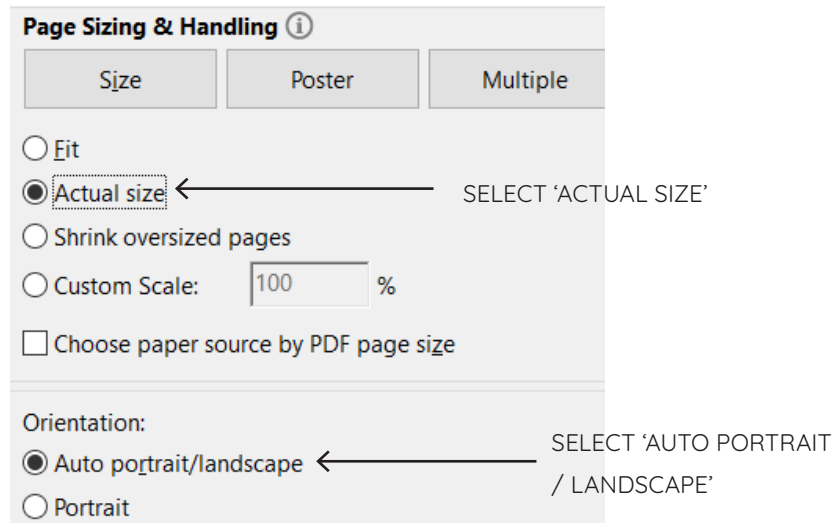 Page Sizing & Handling ⓘ
Size Poster Multiple
Fit
Actual size SELECT ‘ACTUAL SIZE’
Shrink oversized pages
Custom Scale: 100 %
Choose paper source by PDF page size
Orientation:
Auto portrait/landscape SELECT ‘AUTO PORTRAIT
/ LANDSCAPE’
Portrait